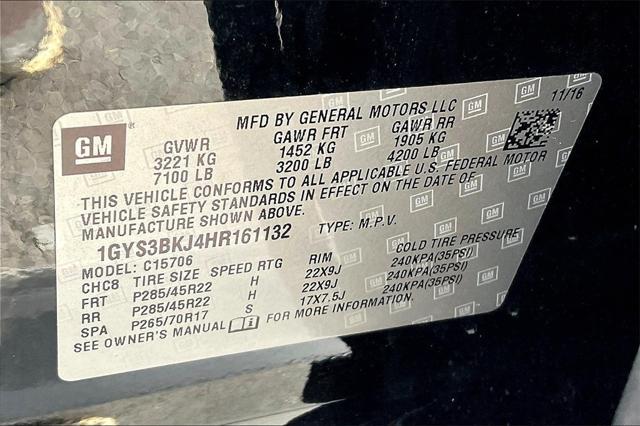 11/16
MFD BY GENERAL MOTORS LLC
GM
GVWR GAWR FRT GAWR RR
3221 KG 1452 KG 1905 KG
7100 LB 3200 LB 4200 LB
THIS VEHICLE CONFORMS TO ALL APPLICABLE U.S. FEDERAL MOTOR
VEHICLE SAFETY STANDARDS IN EFFECT ON THE DATE OF
MANUFACTURE SHOWN ABOVE.
1GYS3BKJ4HR161132 TYPE: M.P.V.
MODEL: C15706
CHC8 TIRE SIZE SPEED RTG RIM COLD TIRE PRESSURE
FRT P285/45R22 H 22X9J 240KPA(35PSI)
RR P285/45R22 H 22X9J 240KPA(35PSI)
SPA P265/70R17 S 17X7.5J 240KPA(35PSI)
SEE OWNER'S MANUAL FOR MORE INFORMATION.